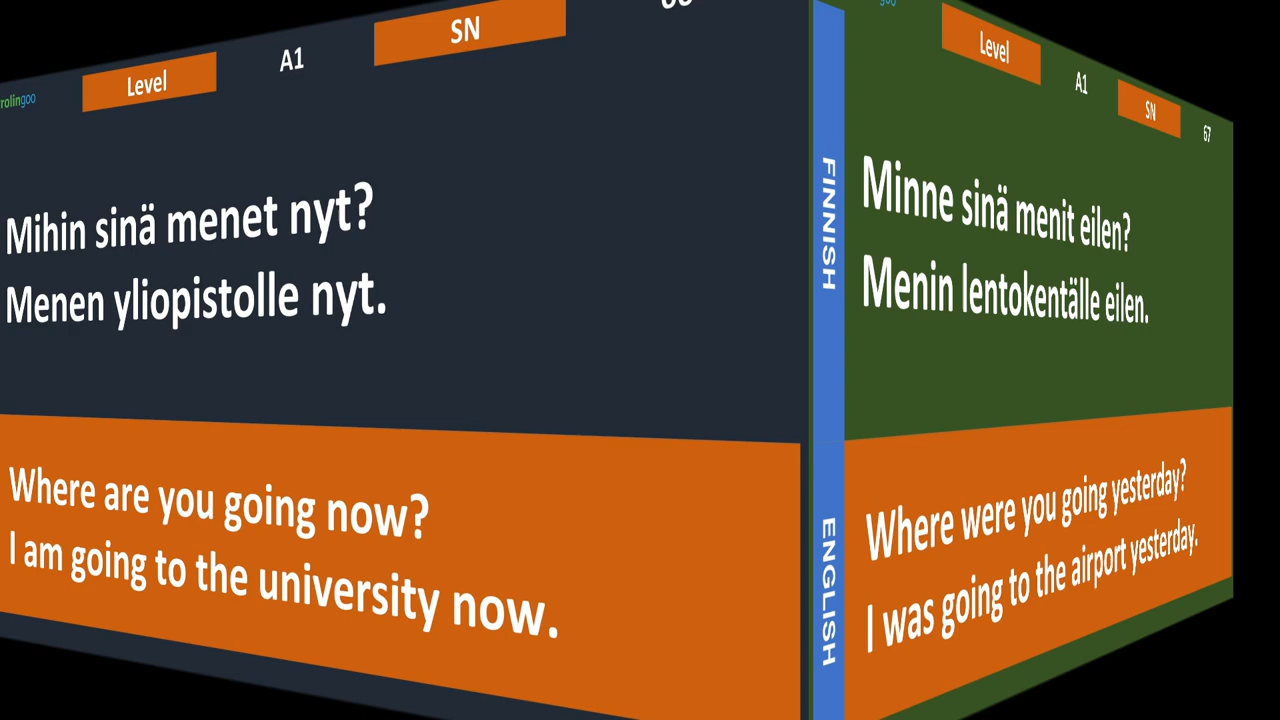 rolingoo
Level A1 SN
Mihin sinä menet nyt?
Menen yliopistolle nyt.
Where are you going now?
I am going to the university now.
FINNISH
ENGLISH
goo
Level A1 SN 67
Minne sinä menit eilen?
Menin lentokentälle eilen.
Where were you going yesterday?
I was going to the airport yesterday.